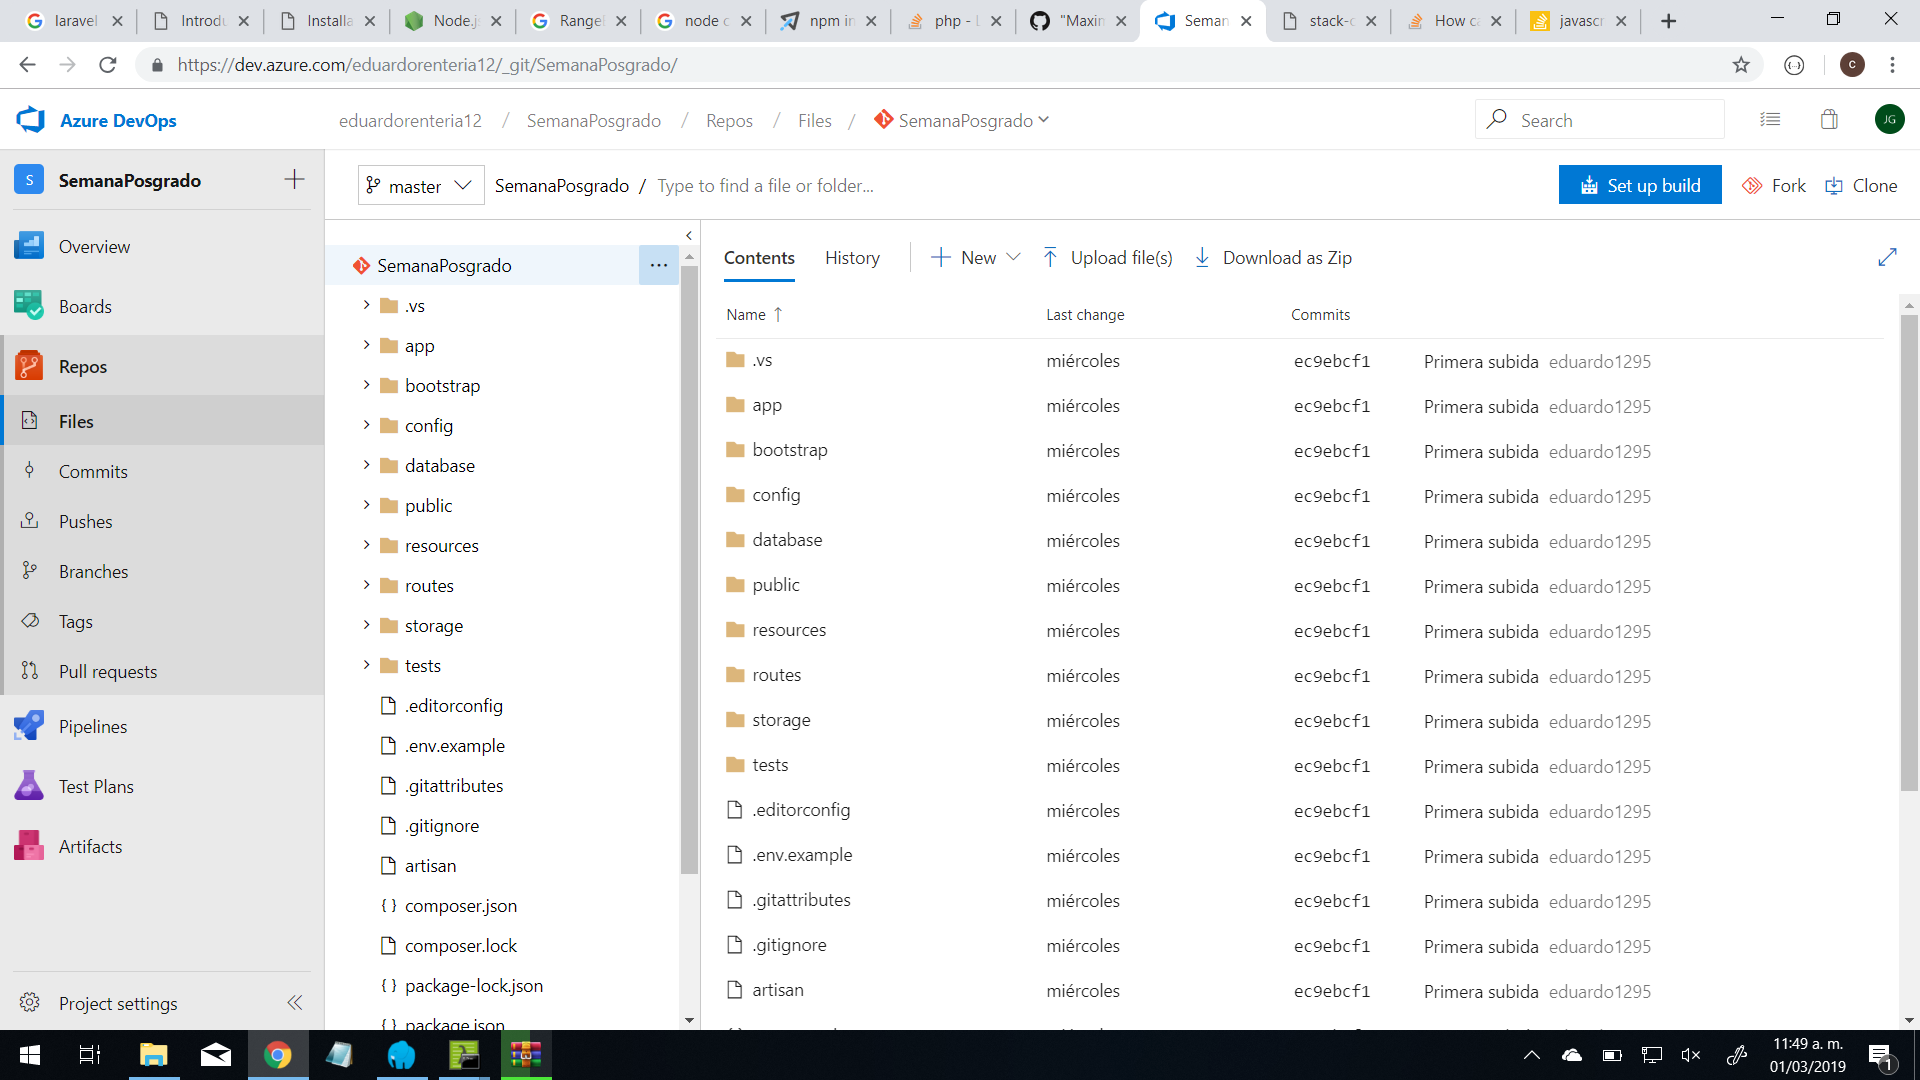 laravel
Introdu
Installa
Node.js
Rangel
node c
npm in
php - L
"Maxim
Seman
stack-o
How ca
javascr
https://dev.azure.com/eduardorenteria12/_git/SemanaPosgrado/
C
Azure DevOps
eduardorenteria12 / SemanaPosgrado / Repos / Files / SemanaPosgrado
Search
JG
S SemanaPosgrado
Overview
Boards
Repos
Files
Commits
Pushes
Branches
Tags
Pull requests
Pipelines
Test Plans
Artifacts
Project settings
master
SemanaPosgrado / Type to find a file or folder...
Set up build
Fork
Clone
SemanaPosgrado
.vs
app
bootstrap
config
database
public
resources
routes
storage
tests
.editorconfig
.env.example
.gitattributes
.gitignore
artisan
{ } composer.json
composer.lock
{ } package-lock.json
{ } package.json
Contents History New Upload file(s) Download as Zip
Name ↑ Last change Commits
.vs miércoles ec9ebcf1 Primera subida eduardo1295
app miércoles ec9ebcf1 Primera subida eduardo1295
bootstrap miércoles ec9ebcf1 Primera subida eduardo1295
config miércoles ec9ebcf1 Primera subida eduardo1295
database miércoles ec9ebcf1 Primera subida eduardo1295
public miércoles ec9ebcf1 Primera subida eduardo1295
resources miércoles ec9ebcf1 Primera subida eduardo1295
routes miércoles ec9ebcf1 Primera subida eduardo1295
storage miércoles ec9ebcf1 Primera subida eduardo1295
tests miércoles ec9ebcf1 Primera subida eduardo1295
.editorconfig miércoles ec9ebcf1 Primera subida eduardo1295
.env.example miércoles ec9ebcf1 Primera subida eduardo1295
.gitattributes miércoles ec9ebcf1 Primera subida eduardo1295
.gitignore miércoles ec9ebcf1 Primera subida eduardo1295
artisan miércoles ec9ebcf1 Primera subida eduardo1295
11:49 a. m.
01/03/2019
1